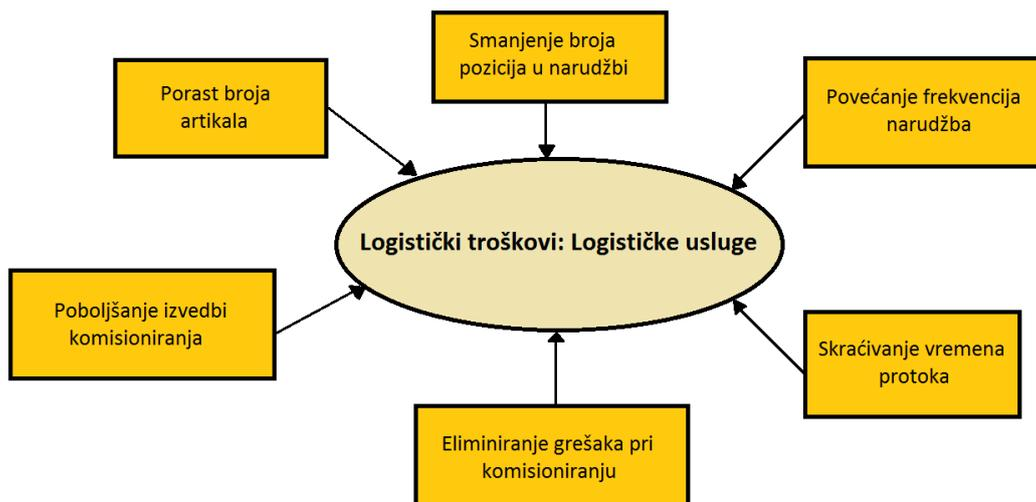 Smanjenje broja
pozicija u narudžbi
Porast broja
artikala
Povećanje frekvencija
narudžba
Logistički troškovi: Logističke usluge
Poboljšanje izvedbi
komisioniranja
Skraćivanje vremena
protoka
Eliminiranje grešaka pri
komisioniranju